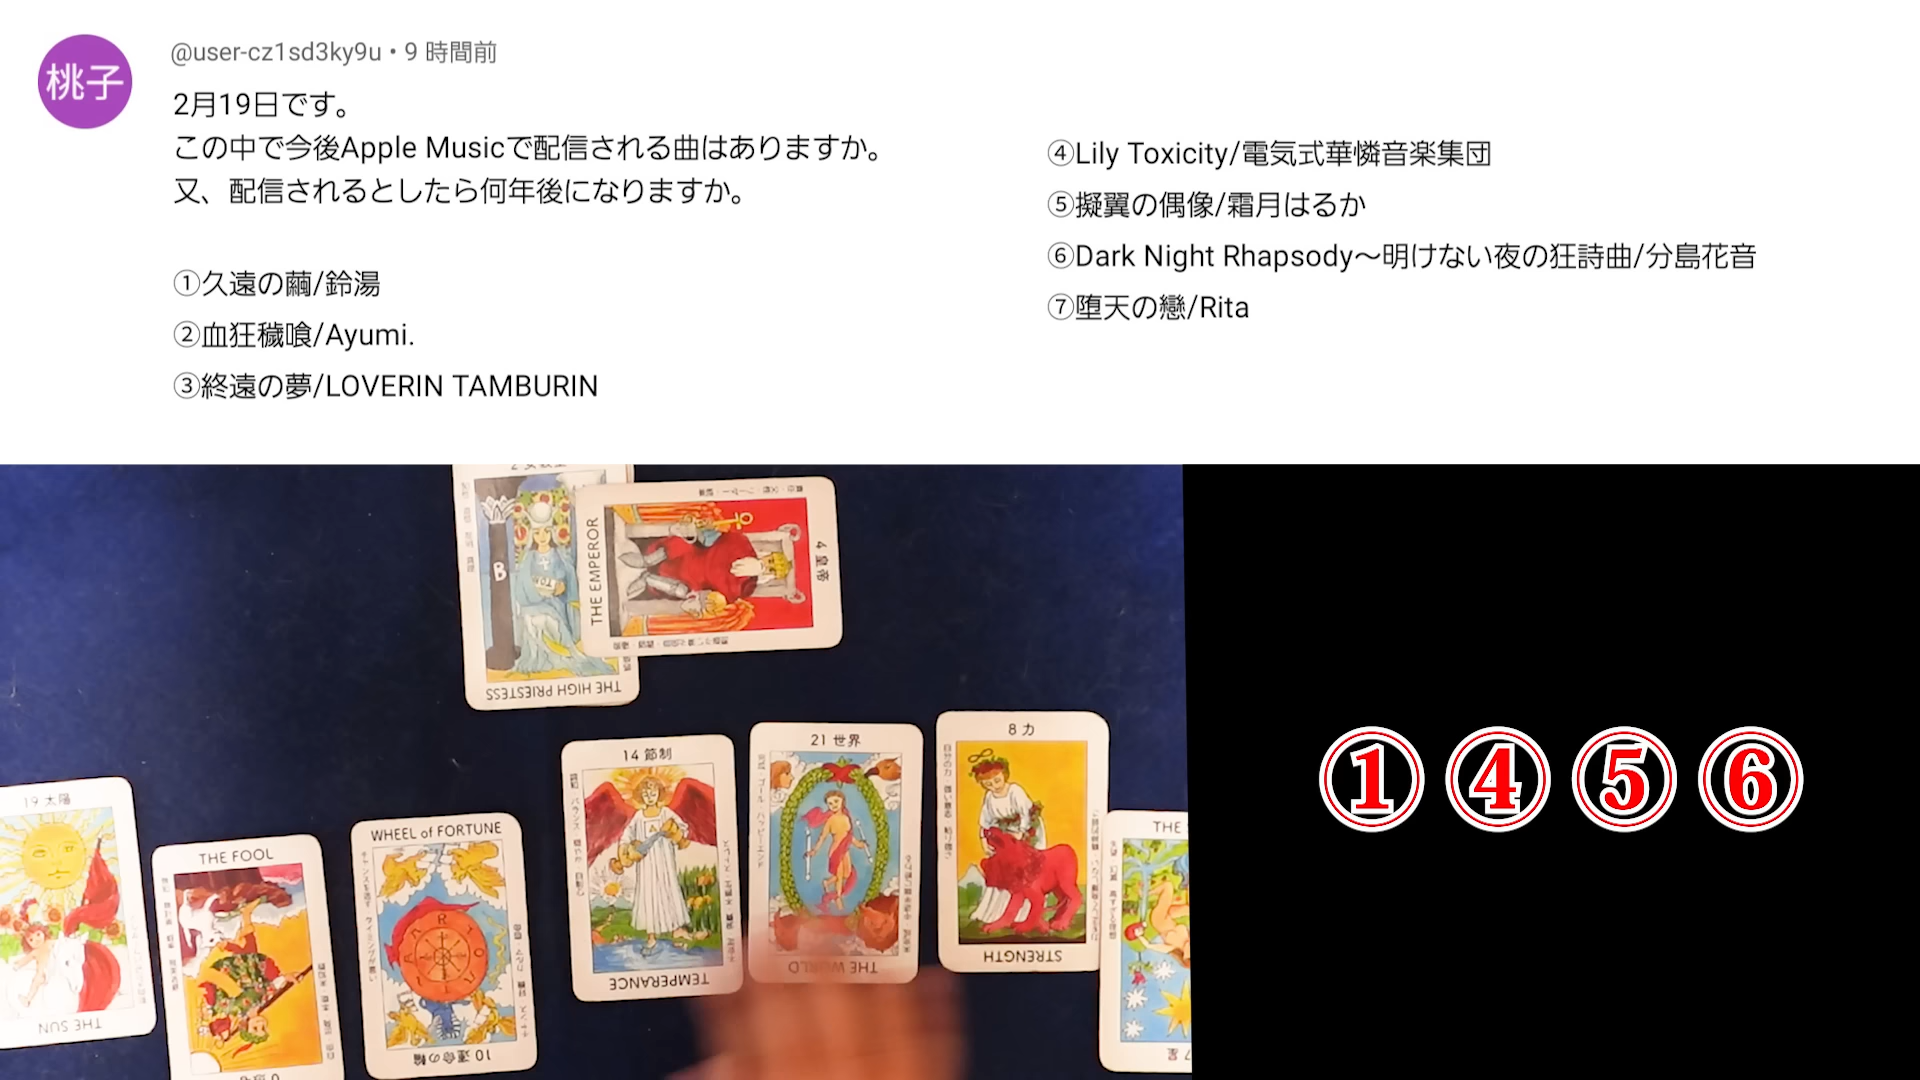 桃子
@user-cz1sd3ky9u • 9 時間前
2月19日です。
この中で今後Apple Musicで配信される曲はありますか。
又、配信されるとしたら何年後になりますか。
①久遠の繭/鈴湯
②血狂穢喰/Ayumi.
③終遠の夢/LOVERIN TAMBURIN
④Lily Toxicity/電気式華憐音楽集団
⑤擬翼の偶像/霜月はるか
⑥Dark Night Rhapsody〜明けない夜の狂詩曲/分島花音
⑦堕天の戀/Rita
B
THE HIGH PRIESTESS
THE EMPEROR
4 皇帝
19 太陽
THE SUN
THE FOOL
WHEEL of FORTUNE
10 運命の輪
14 節制
TEMPERANCE
21 世界
THE WORLD
8 力
STRENGTH
THE
①④⑤⑥